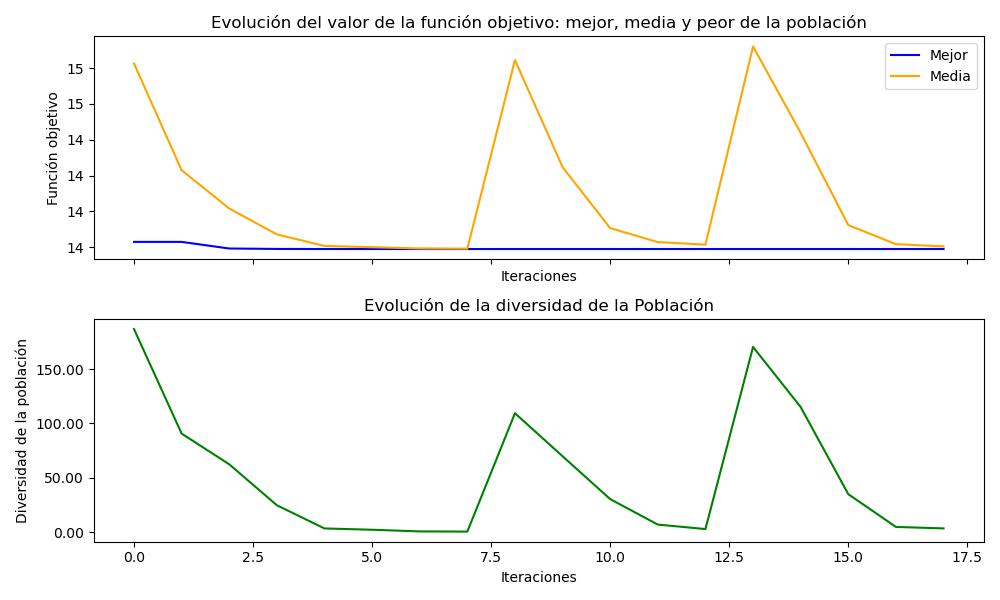 Evolución del valor de la función objetivo: mejor, media y peor de la población
Función objetivo
15
15
14
14
14
14
Mejor
Media
Iteraciones
Evolución de la diversidad de la Población
Diversidad de la población
150.00
100.00
50.00
0.00
0.0 2.5 5.0 7.5 10.0 12.5 15.0 17.5
Iteraciones